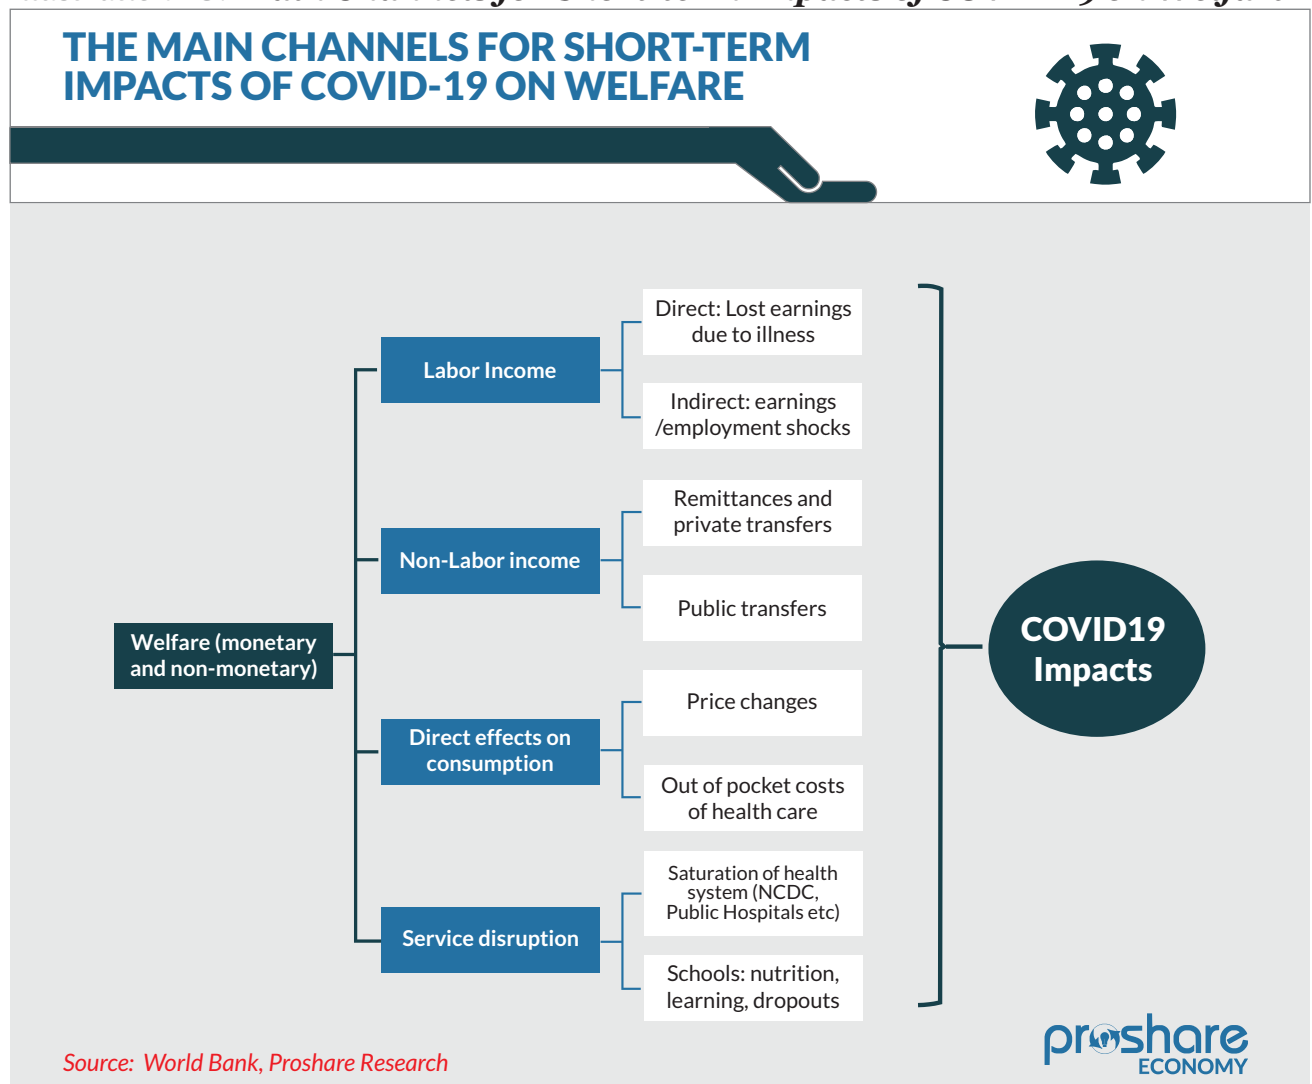 THE MAIN CHANNELS FOR SHORT-TERM
IMPACTS OF COVID-19 ON WELFARE
Direct: Lost earnings
due to illness
Labor Income
Indirect: earnings
/employment shocks
Remittances and
private transfers
Non-Labor income
Public transfers
Welfare (monetary
and non-monetary)
COVID19
Impacts
Price changes
Direct effects on
consumption
Out of pocket costs
of health care
Saturation of health
system (NCDC,
Public Hospitals etc)
Service disruption
Schools: nutrition,
learning, dropouts
Source: World Bank, Proshare Research
proshare
ECONOMY